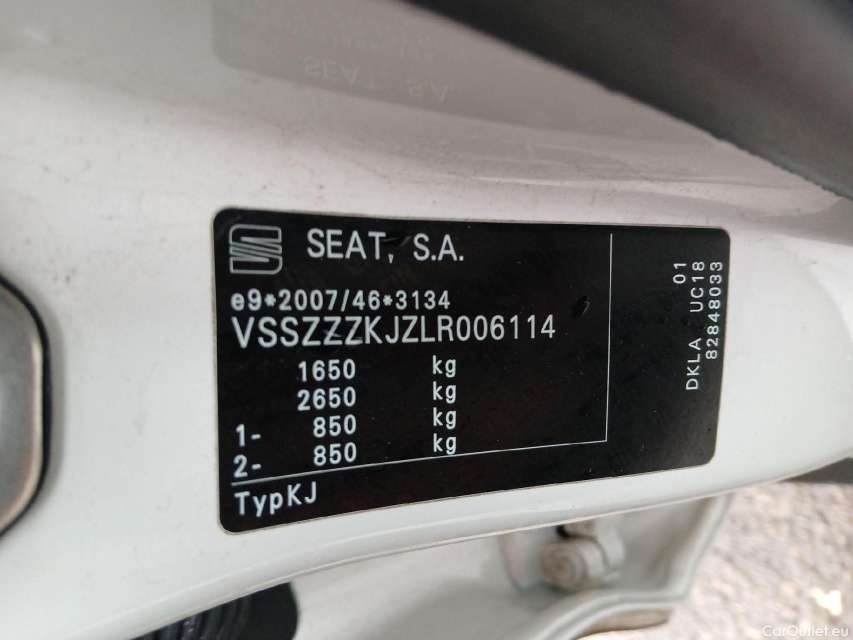 SEAT, S.A.
e9*2007/46*3134
VSSZZZKJZLR006114
1650 kg
2650 kg
1- 850 kg
2- 850 kg
TypKJ
01
DKLA UC18
82848033
SEAT, S.A.
CarOutlet.eu